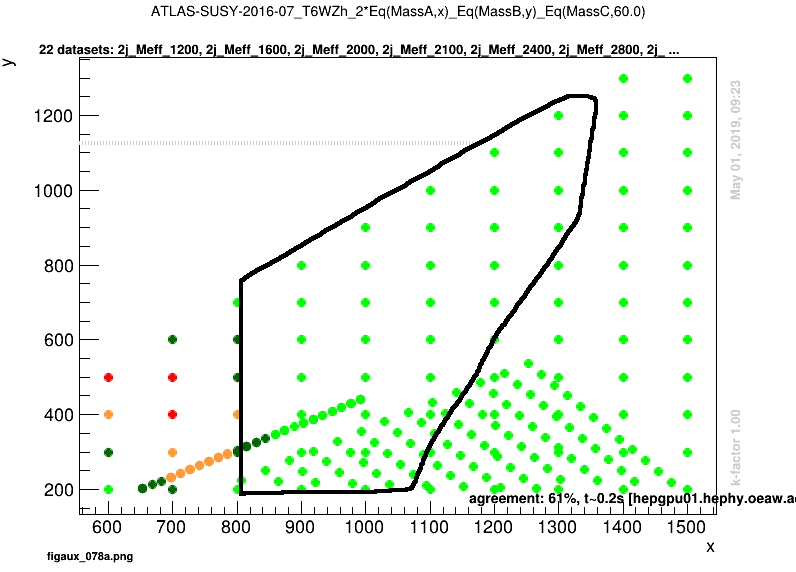 ATLAS-SUSY-2016-07_T6WZh_2*Eq(MassA,x)_Eq(MassB,y)_Eq(MassC,60.0)
22 datasets: 2j_Meff_1200, 2j_Meff_1600, 2j_Meff_2000, 2j_Meff_2100, 2j_Meff_2400, 2j_Meff_2800, 2j_ ...
y
1200
1000
800
600
400
200
600 700 800 900 1000 1100 1200 1300 1400 1500
x
agreement: 61%, t~0.2s [hepgpu01.hephy.oeaw.a
May 01, 2019, 09:23
k-factor 1.00
figaux_078a.png